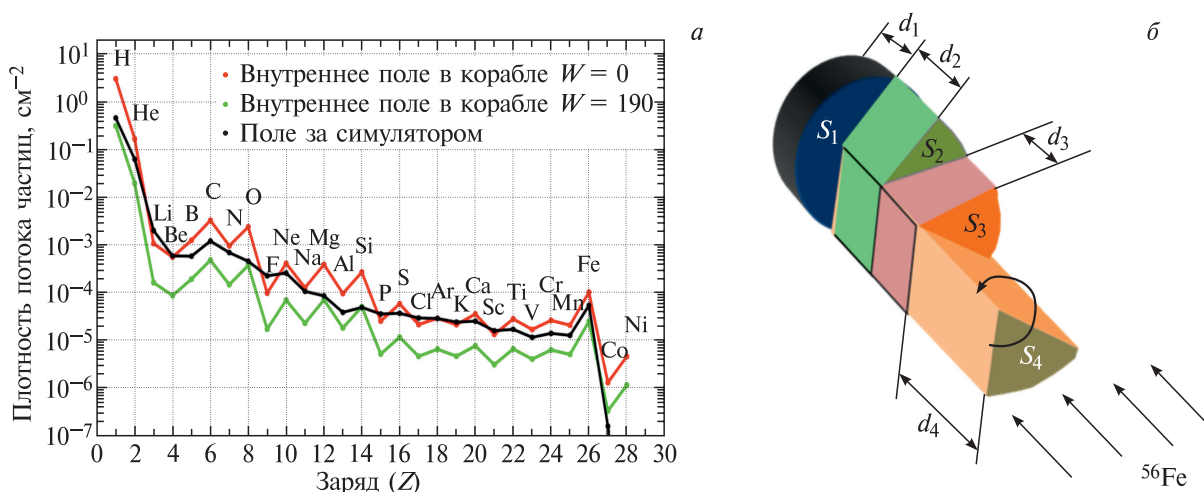 а
Плотность потока частиц, см−2
10^1
10^0
10^−1
10^−2
10^−3
10^−4
10^−5
10^−6
10^−7
H
He
Li
Be
B
C
N
O
F
Ne
Na
Mg
Al
Si
P
S
Cl
Ar
K
Ca
Sc
Ti
V
Cr
Mn
Fe
Co
Ni
Внутреннее поле в корабле W = 0
Внутреннее поле в корабле W = 190
Поле за симулятором
0 2 4 6 8 10 12 14 16 18 20 22 24 26 28 30
Заряд (Z)
б
d1
d2
d3
d4
S1
S2
S3
S4
56Fe